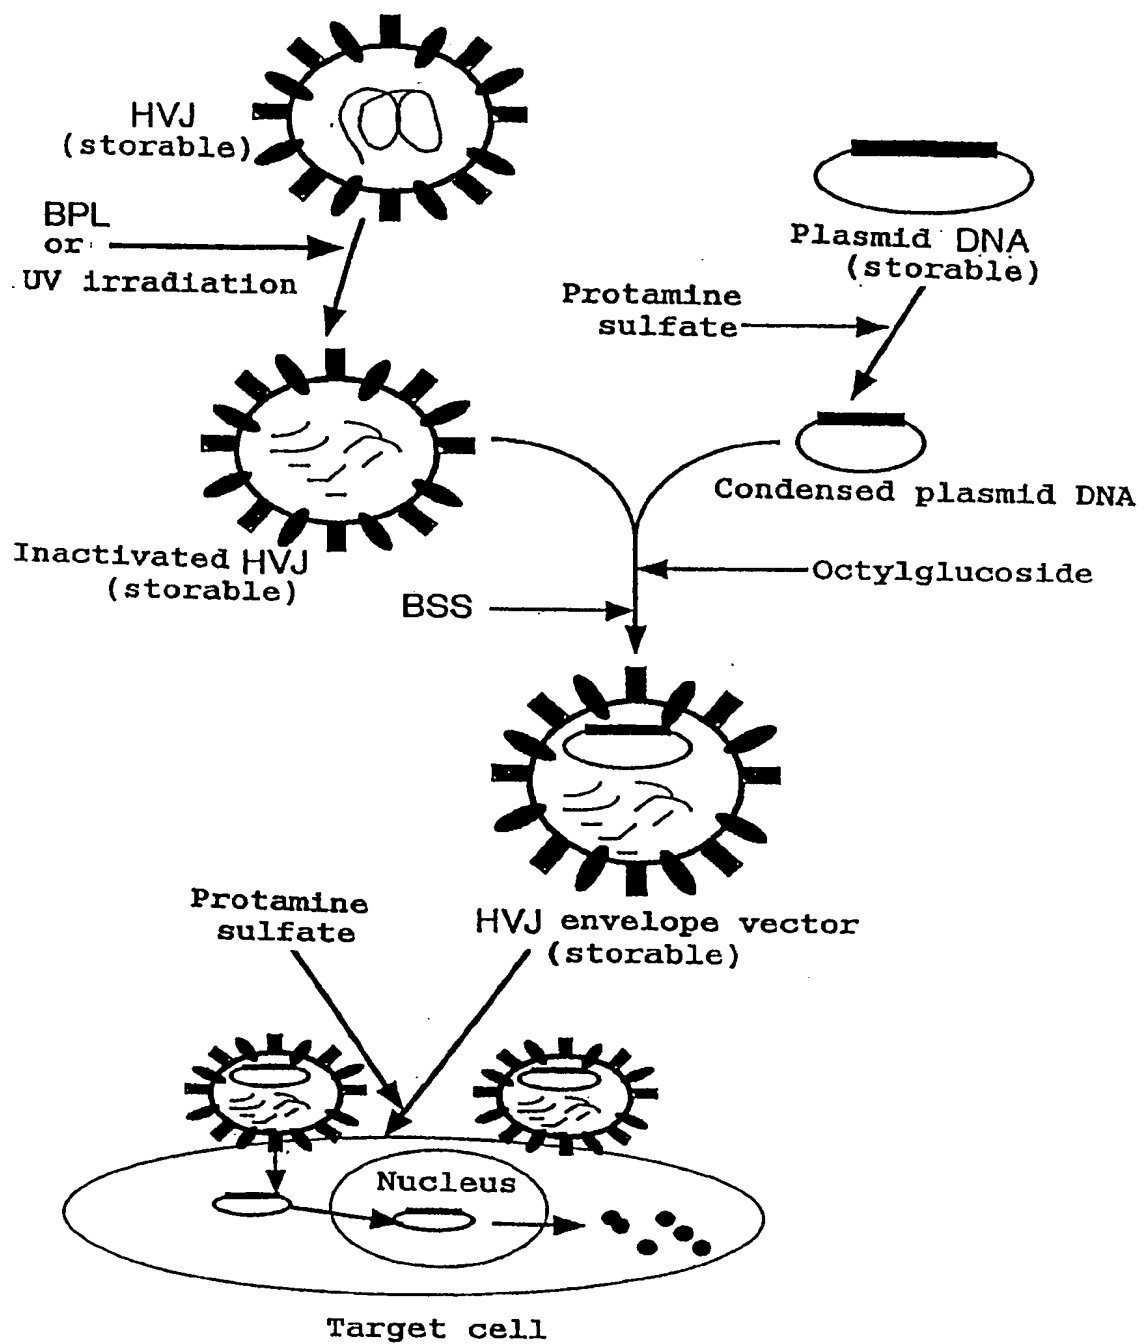 HVJ
(storable)
BPL
or
UV irradiation
Plasmid DNA
(storable)
Protamine
sulfate
Condensed plasmid DNA
Inactivated HVJ
(storable)
Octylglucoside
BSS
HVJ envelope vector
(storable)
Protamine
sulfate
Nucleus
Target cell